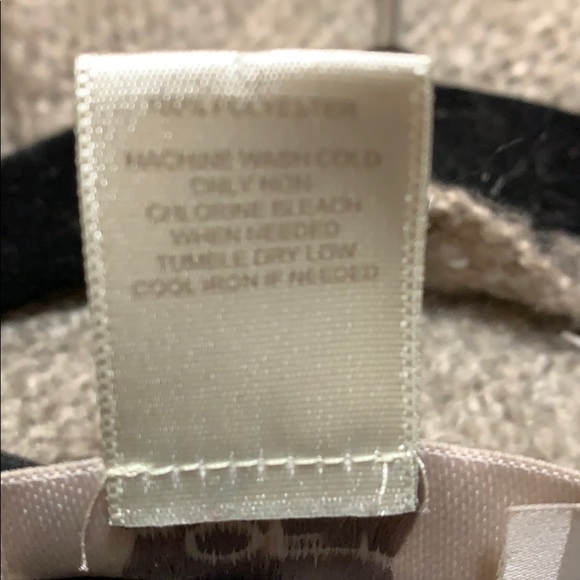 POLYESTER
MACHINE WASH COLD
ONLY NON-
CHLORINE BLEACH
WHEN NEEDED
TUMBLE DRY LOW
COOL IRON IF NEEDED